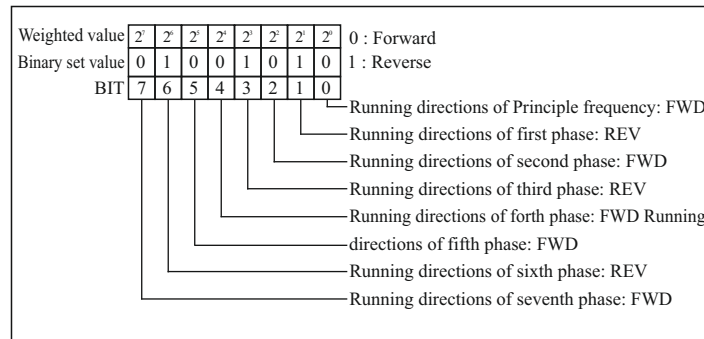 Weighted value 2⁷ 2⁶ 2⁵ 2⁴ 2³ 2² 2¹ 2⁰ 0 : Forward
Binary set value 0 1 0 0 1 0 1 0 1 : Reverse
BIT 7 6 5 4 3 2 1 0
Running directions of Principle frequency: FWD
Running directions of first phase: REV
Running directions of second phase: FWD
Running directions of third phase: REV
Running directions of forth phase: FWD Running
directions of fifth phase: FWD
Running directions of sixth phase: REV
Running directions of seventh phase: FWD